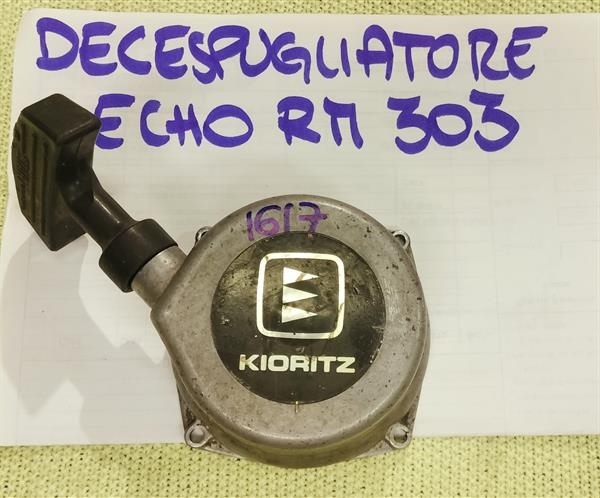 DECESPUGLIATORE
ECHO RM 303
1617
KIORITZ